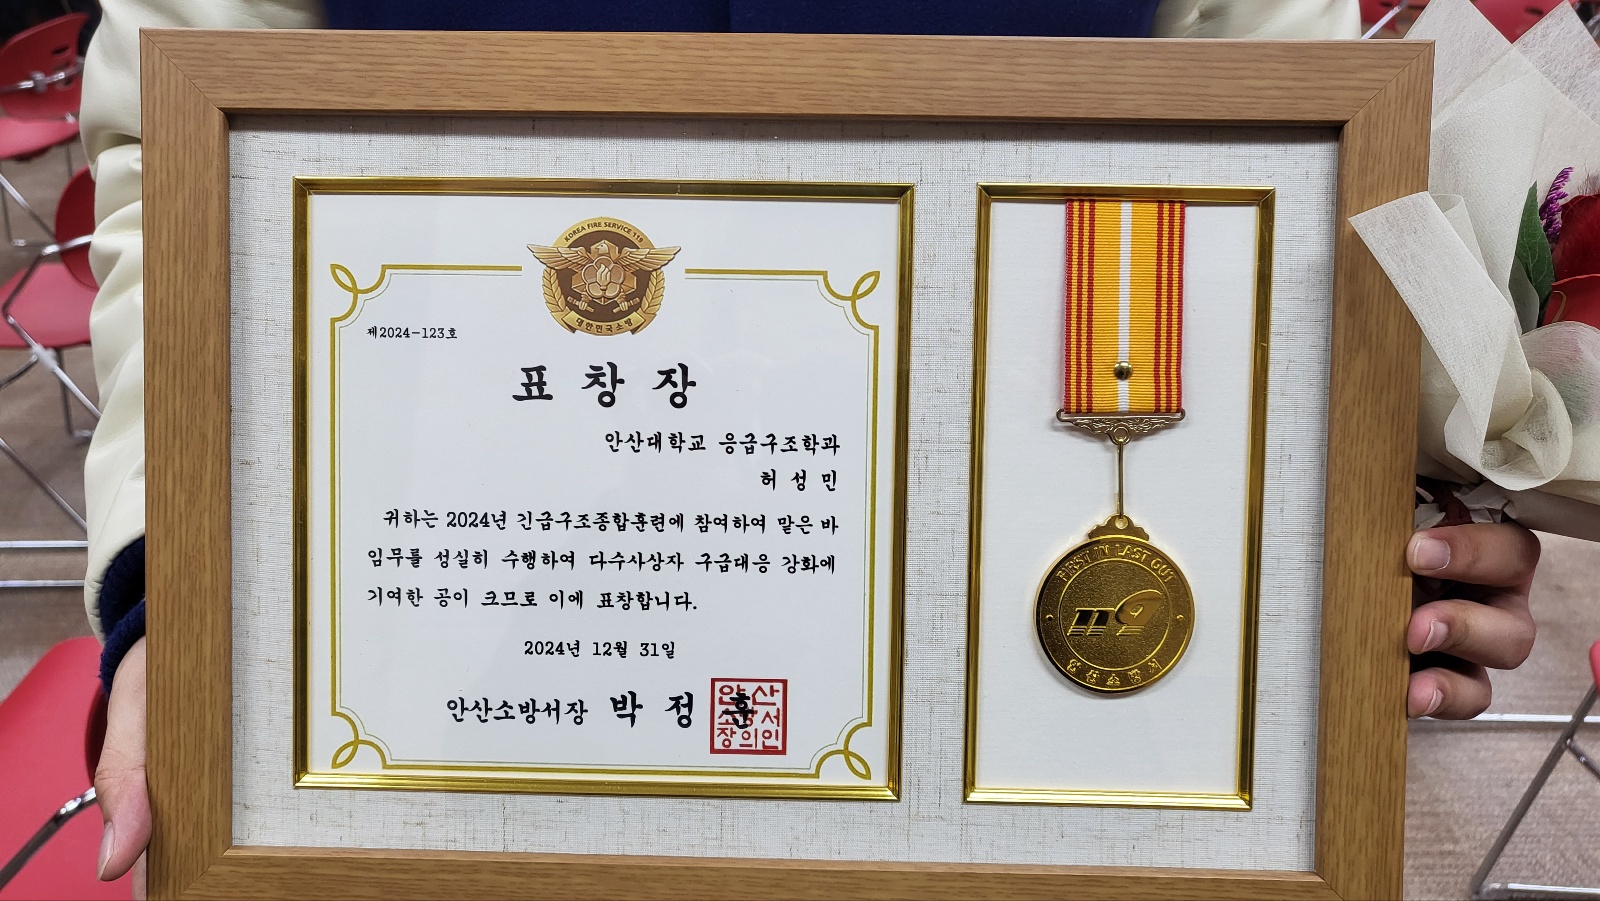 KOREA FIRE SERVICE 119
대한민국소방
제2024-123호
표 창 장
안산대학교 응급구조학과
허 성 민
귀하는 2024년 긴급구조종합훈련에 참여하여 맡은 바
임무를 성실히 수행하여 다수사상자 구급대응 강화에
기여한 공이 크므로 이에 표창합니다.
2024년 12월 31일
안산소방서장 박 정 훈
안산
소방서
장의인
FIRST IN LAST OUT
119
안산소방서